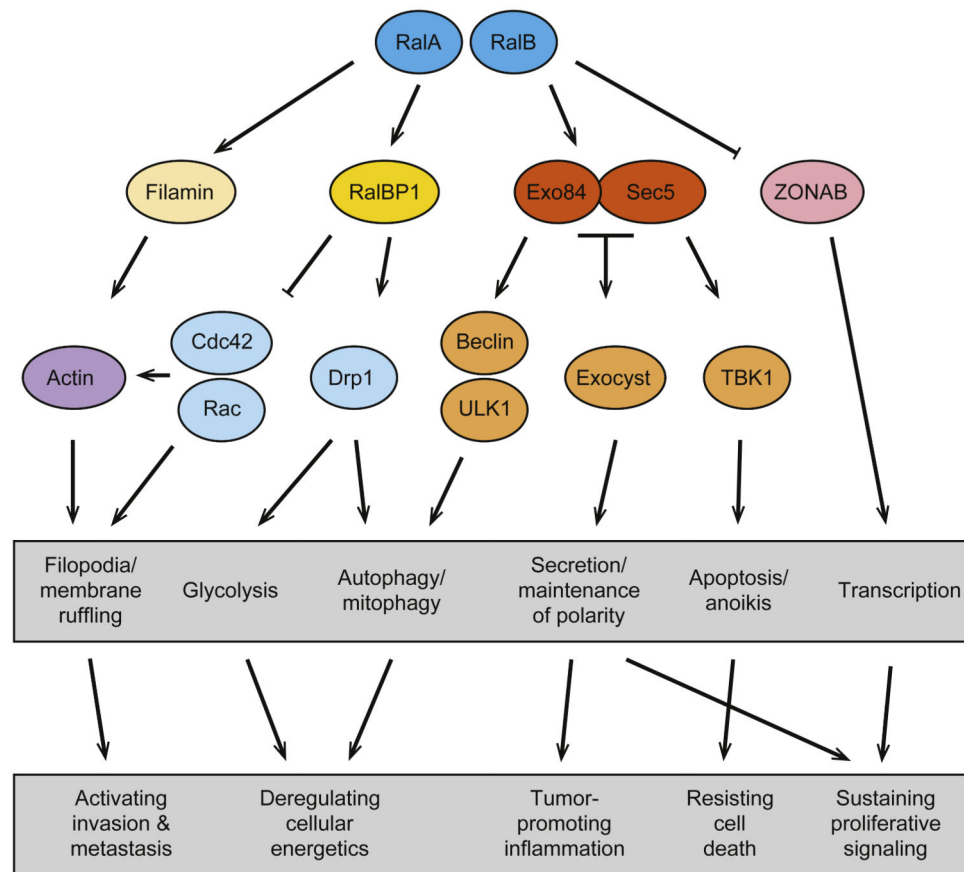 RalA
RalB
Filamin
RalBP1
Exo84
Sec5
ZONAB
Cdc42
Beclin
Actin
Drp1
Exocyst
TBK1
Rac
ULK1
Filopodia/
membrane
ruffling
Glycolysis
Autophagy/
mitophagy
Secretion/
maintenance
of polarity
Apoptosis/
anoikis
Transcription
Activating
invasion &
metastasis
Deregulating
cellular
energetics
Tumor-
promoting
inflammation
Resisting
cell
death
Sustaining
proliferative
signaling